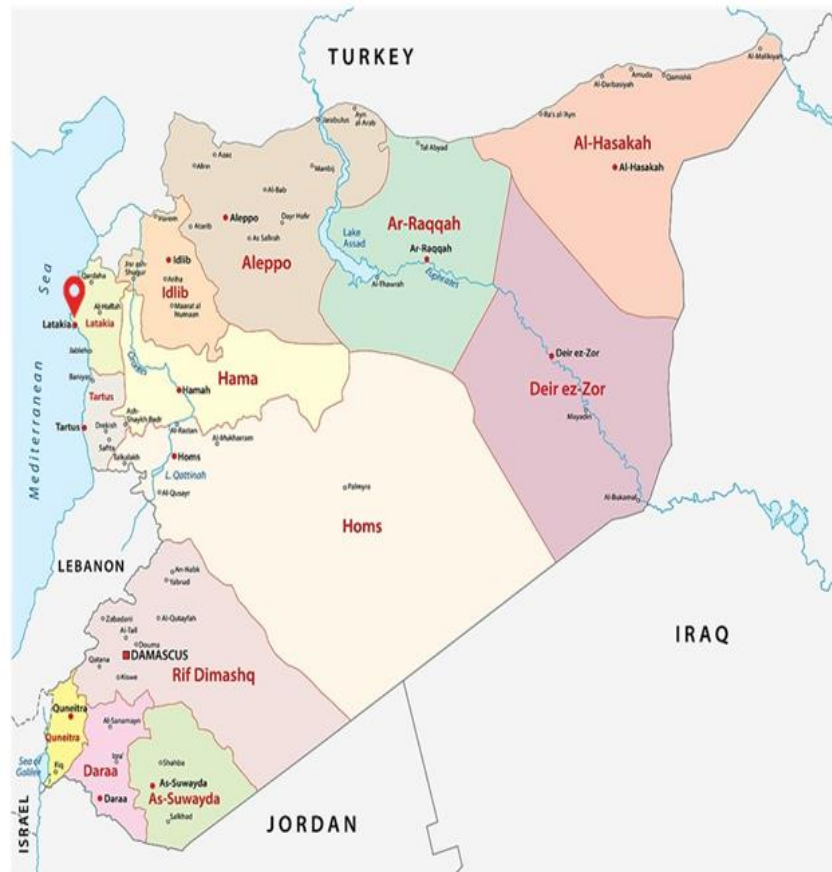 TURKEY
Al-Malikiyah
Al-Darbasiyah
Amuda
Qamishli
Ra's al-'Ayn
Jarabulus
Ayn
al-Arab
Al-Hasakah
Al-Hasakah
Azaz
Afrin
Manbij
Tal Abyad
Al-Bab
Harem
Atarib
Aleppo
Dayr Hafir
As Safirah
Aleppo
Ar-Raqqah
Ar-Raqqah
Lake
Assad
Euphrates
Al-Thawrah
Idlib
Ariha
Idlib
Maarat al
Numaan
Jisr ash-
Shugur
Qardaha
Al-Haffah
Latakia
Latakia
Jableh
Baniyas
Mediterranean Sea
Orontes
Hama
Hamah
Deir ez-Zor
Deir ez-Zor
Mayadin
Al-Bukamal
Tartus
Tartus
Ash-
Shaykh Badr
Dreikish
Safita
Talkalakh
Al-Rastan
Al-Mukharram
Homs
L. Qattinah
Al-Qusayr
Palmyra
Homs
LEBANON
An-Nabk
Yabrud
Zabadani
Al-Qutayfah
Al-Tall
Douma
DAMASCUS
Qatana
Kiswe
Rif Dimashq
IRAQ
Quneitra
Quneitra
Al-Sanamayn
Fiq
Izra'
Sea of
Galilee
Daraa
Daraa
Shahba
As-Suwayda
As-Suwayda
Salkhad
ISRAEL
JORDAN